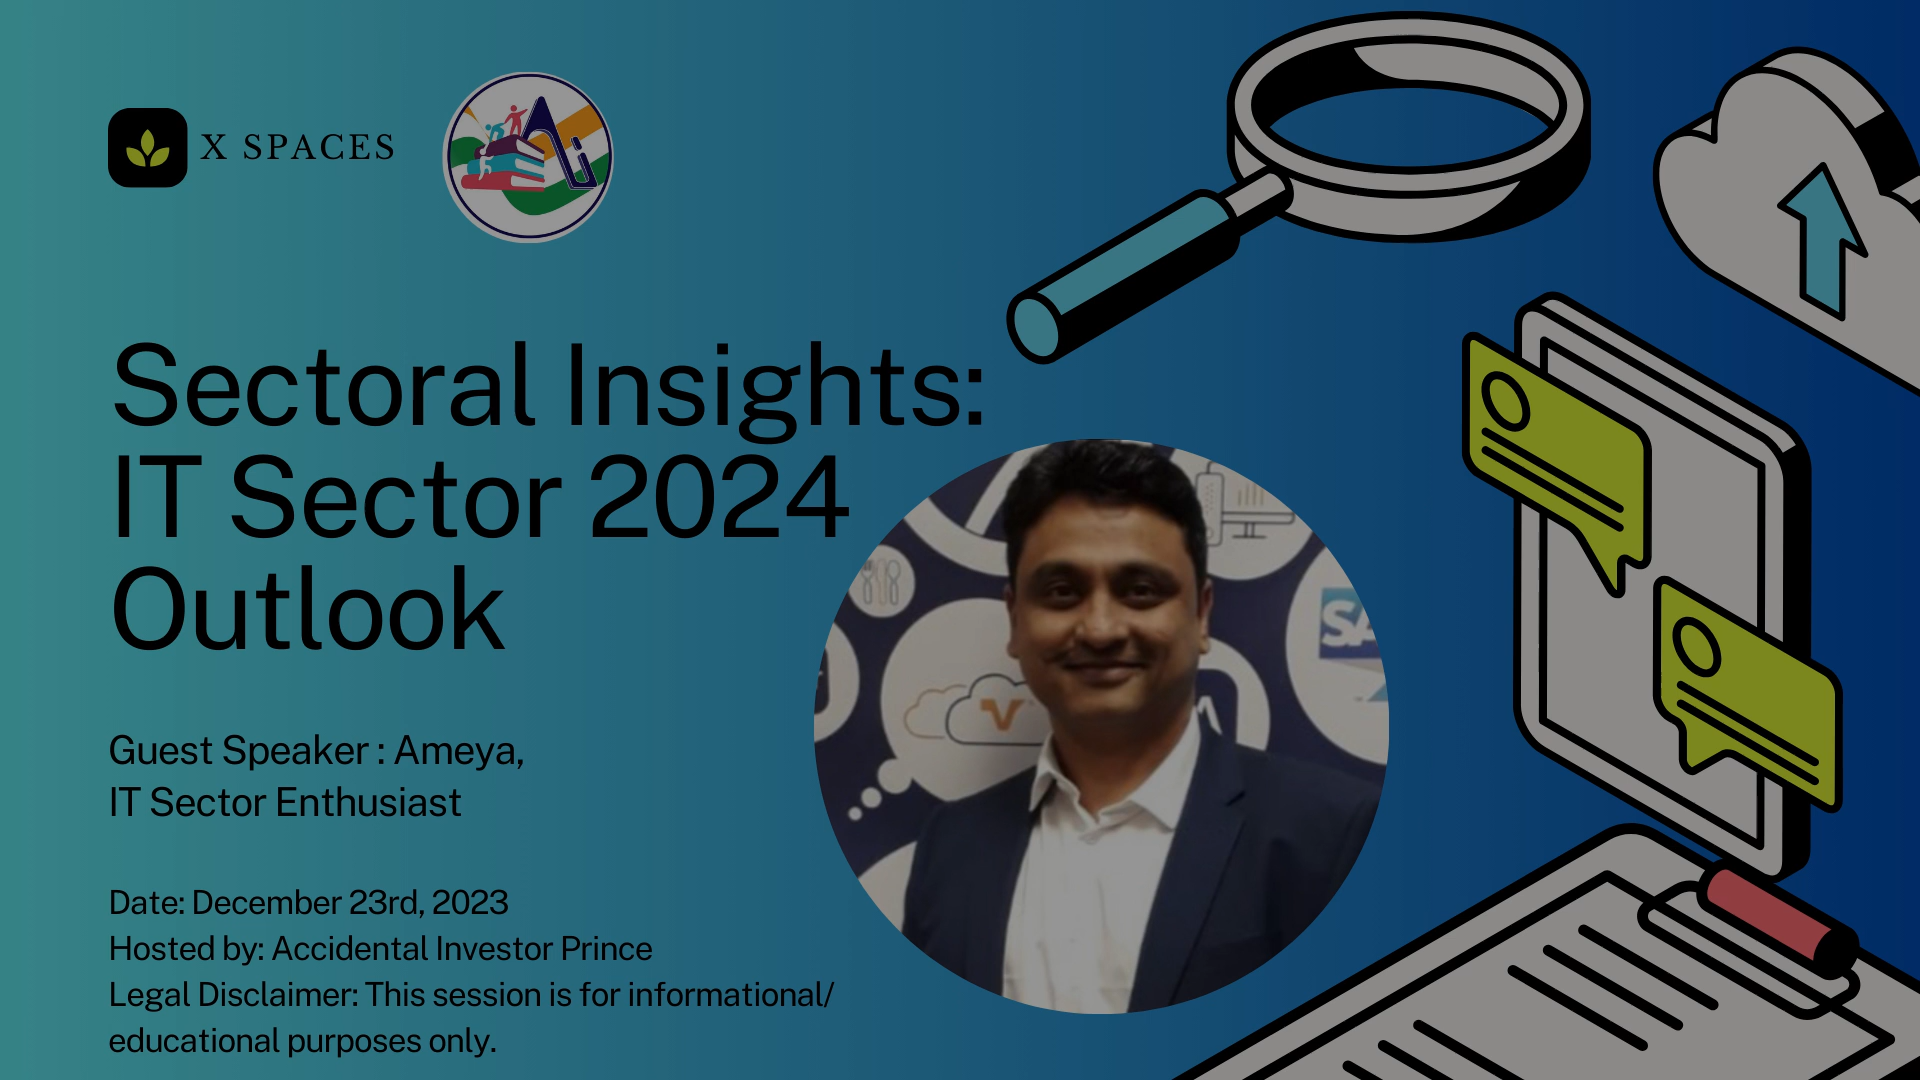 X SPACES
Ai
Sectoral Insights:
IT Sector 2024
Outlook
Guest Speaker : Ameya,
IT Sector Enthusiast
Date: December 23rd, 2023
Hosted by: Accidental Investor Prince
Legal Disclaimer: This session is for informational/
educational purposes only.